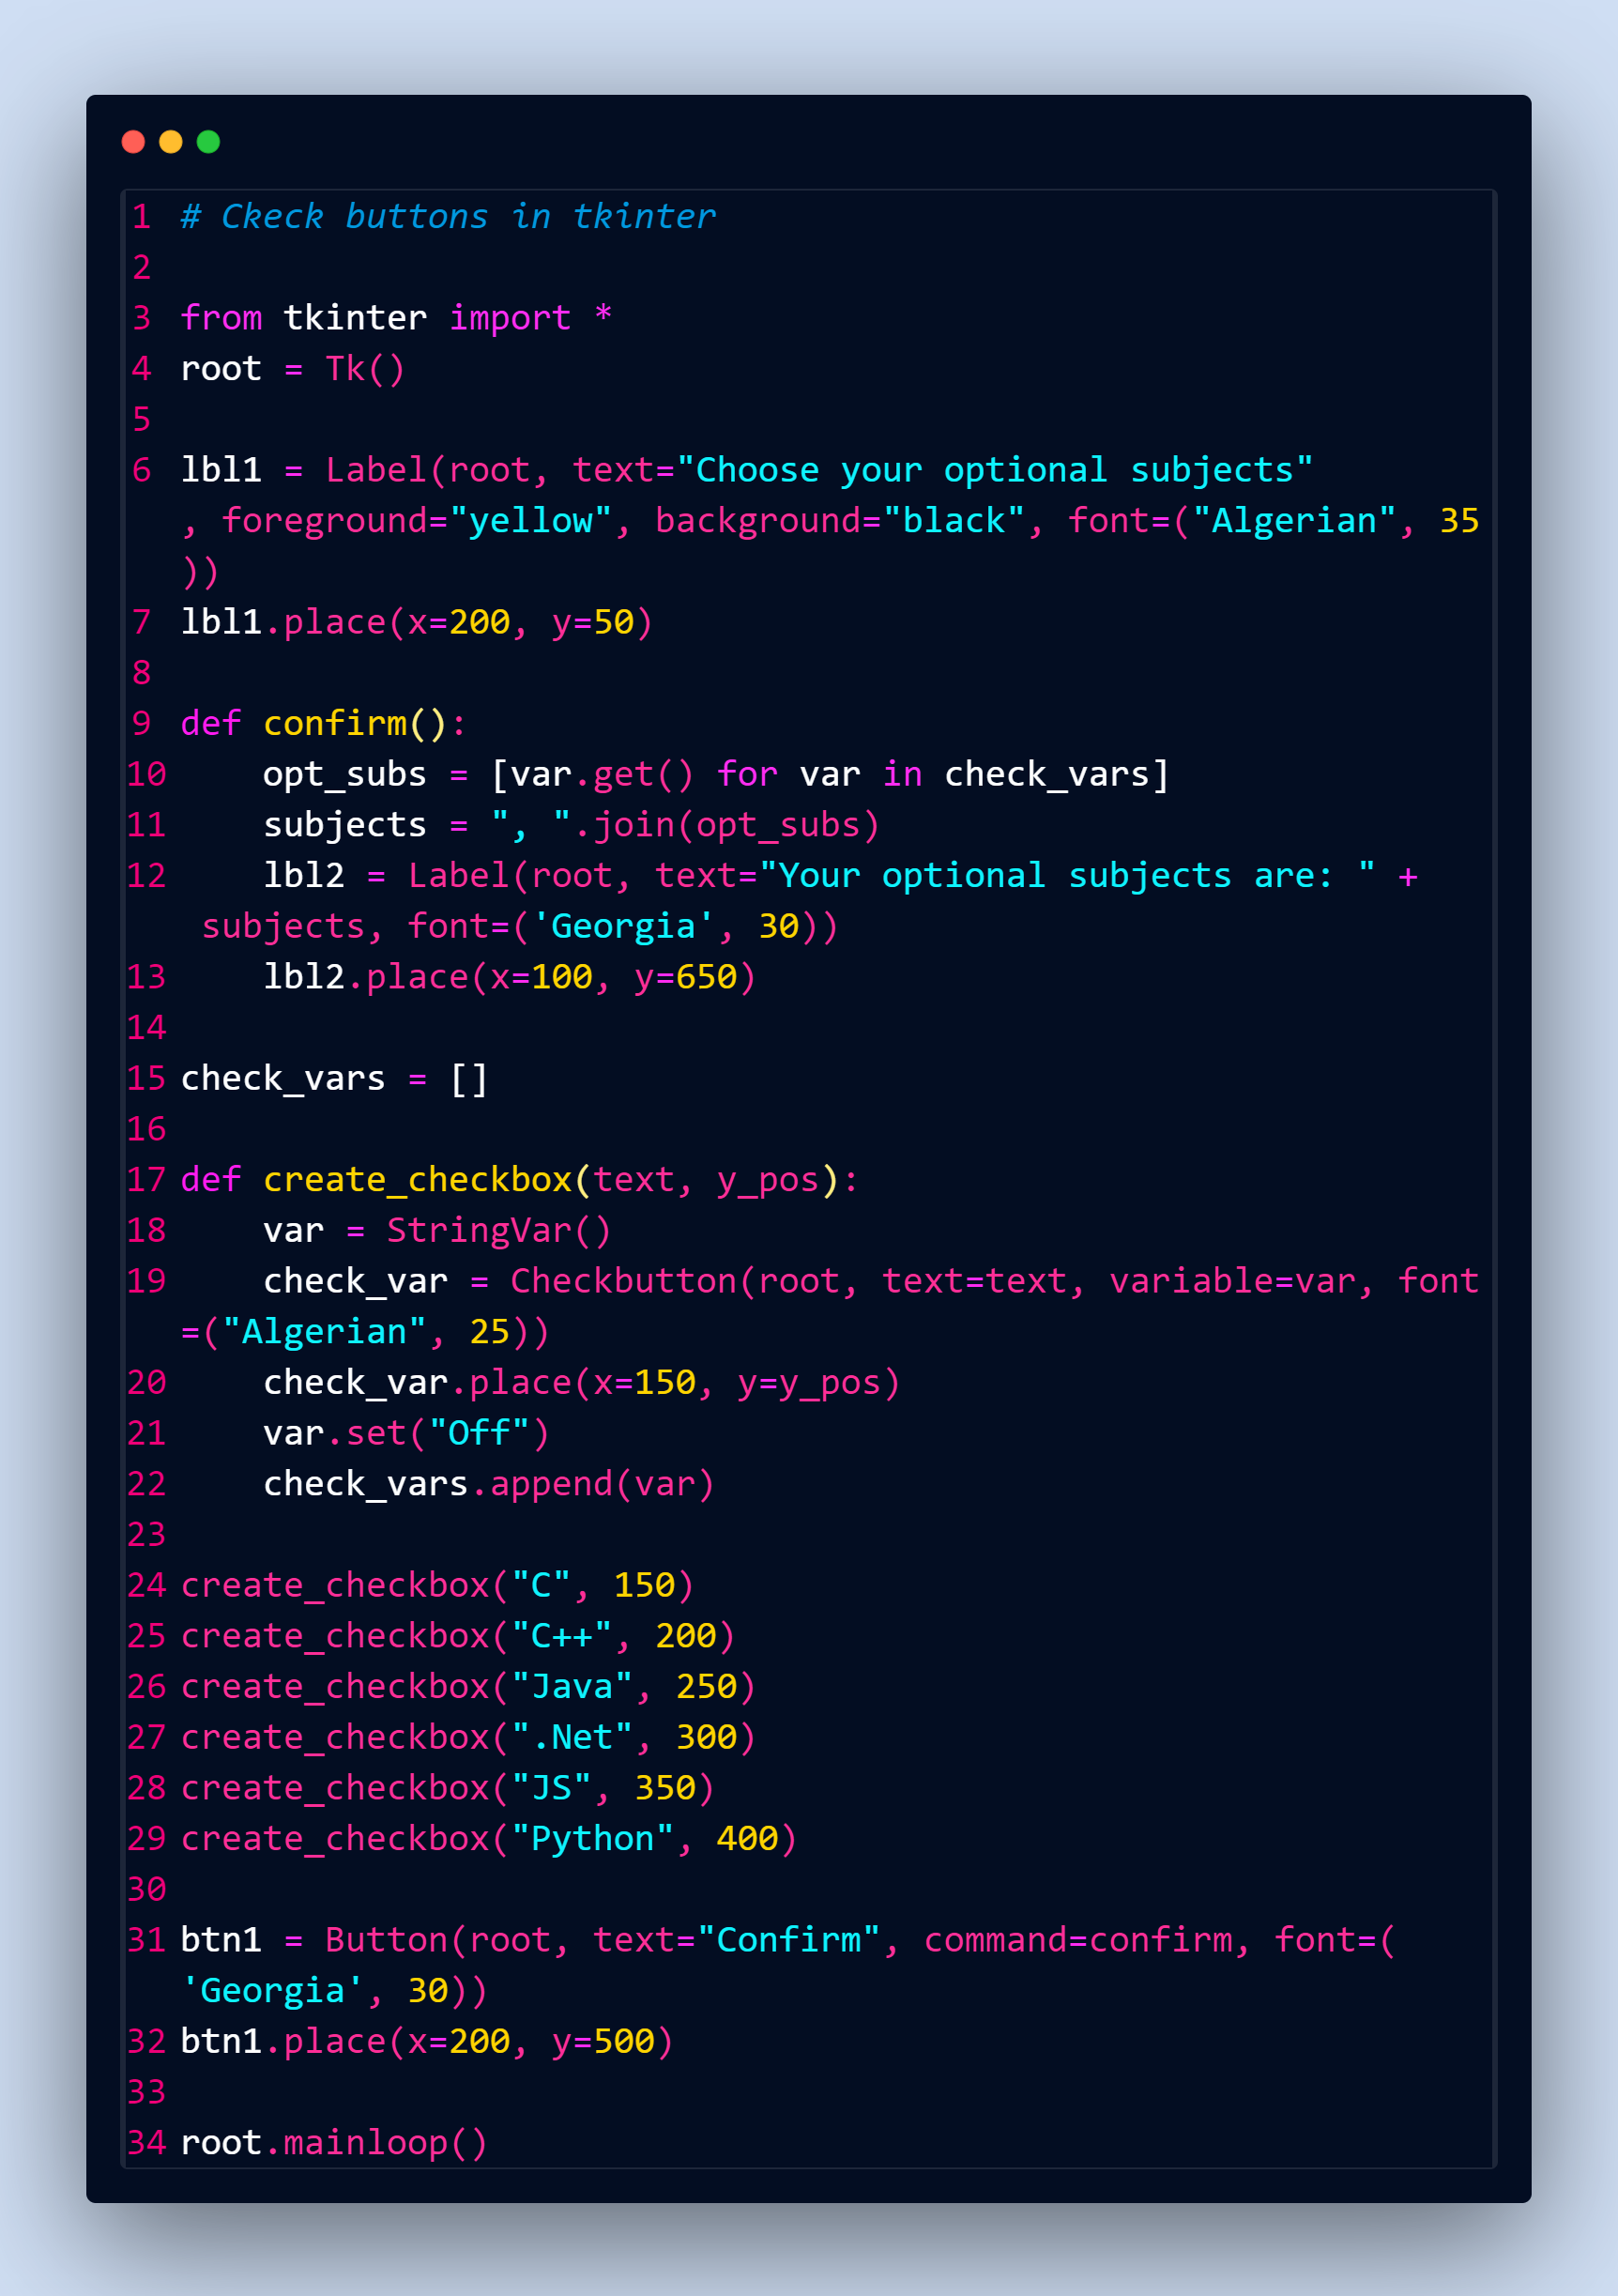 1 # Ckeck buttons in tkinter
2
3 from tkinter import *
4 root = Tk()
5
6 lbl1 = Label(root, text="Choose your optional subjects"
, foreground="yellow", background="black", font=("Algerian", 35
))
7 lbl1.place(x=200, y=50)
8
9 def confirm():
10     opt_subs = [var.get() for var in check_vars]
11     subjects = ", ".join(opt_subs)
12     lbl2 = Label(root, text="Your optional subjects are: " +
 subjects, font=('Georgia', 30))
13     lbl2.place(x=100, y=650)
14
15 check_vars = []
16
17 def create_checkbox(text, y_pos):
18     var = StringVar()
19     check_var = Checkbutton(root, text=text, variable=var, font
=("Algerian", 25))
20     check_var.place(x=150, y=y_pos)
21     var.set("Off")
22     check_vars.append(var)
23
24 create_checkbox("C", 150)
25 create_checkbox("C++", 200)
26 create_checkbox("Java", 250)
27 create_checkbox(".Net", 300)
28 create_checkbox("JS", 350)
29 create_checkbox("Python", 400)
30
31 btn1 = Button(root, text="Confirm", command=confirm, font=(
'Georgia', 30))
32 btn1.place(x=200, y=500)
33
34 root.mainloop()